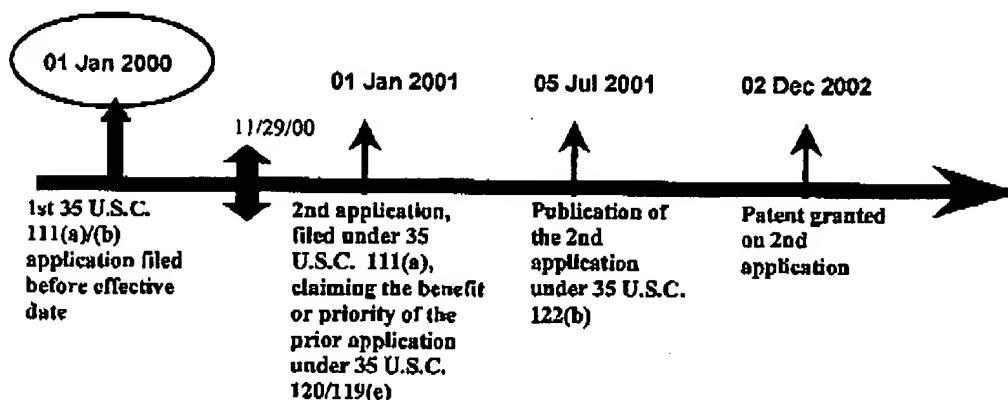 01 Jan 2000
01 Jan 2001
05 Jul 2001
02 Dec 2002
11/29/00
1st 35 U.S.C.
111(a)/(b)
application filed
before effective
date
2nd application,
filed under 35
U.S.C. 111(a),
claiming the benefit
or priority of the
prior application
under 35 U.S.C.
120/119(e)
Publication of
the 2nd
application
under 35 U.S.C.
122(b)
Patent granted
on 2nd
application